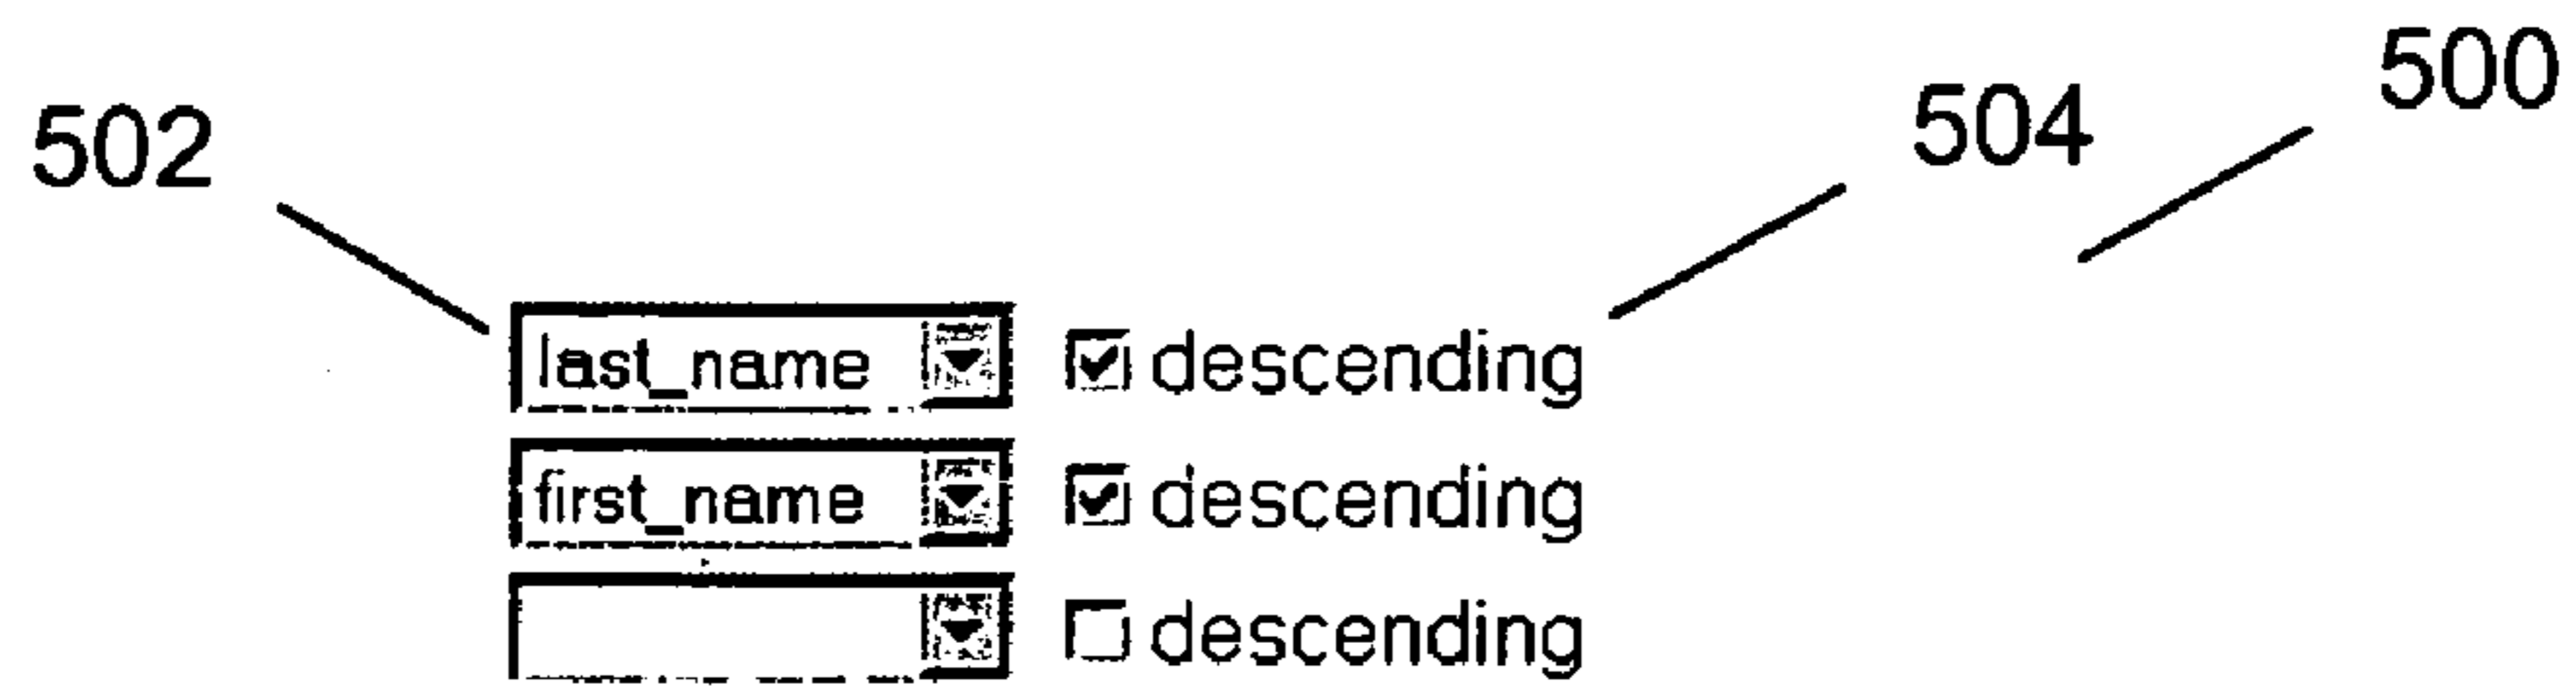 500
504
502
last_name descending
first_name descending
descending